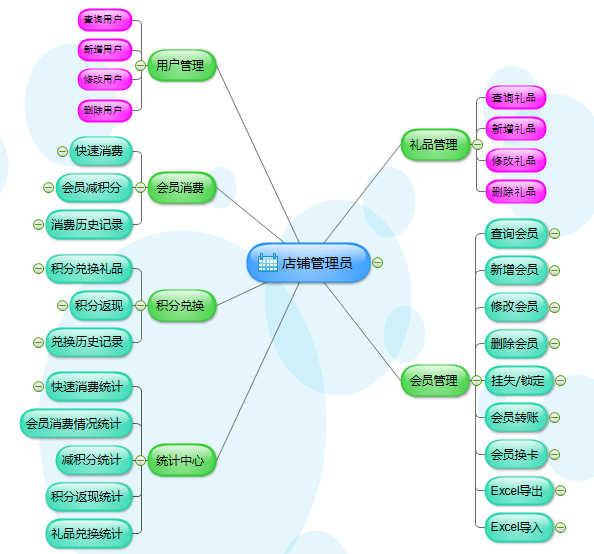 店铺管理员
用户管理
查询用户
新增用户
修改用户
删除用户
会员消费
快速消费
会员减积分
消费历史记录
积分兑换
积分兑换礼品
积分返现
兑换历史记录
统计中心
快速消费统计
会员消费情况统计
减积分统计
积分返现统计
礼品兑换统计
礼品管理
查询礼品
新增礼品
修改礼品
删除礼品
会员管理
查询会员
新增会员
修改会员
删除会员
挂失/锁定
会员转账
会员换卡
Excel导出
Excel导入